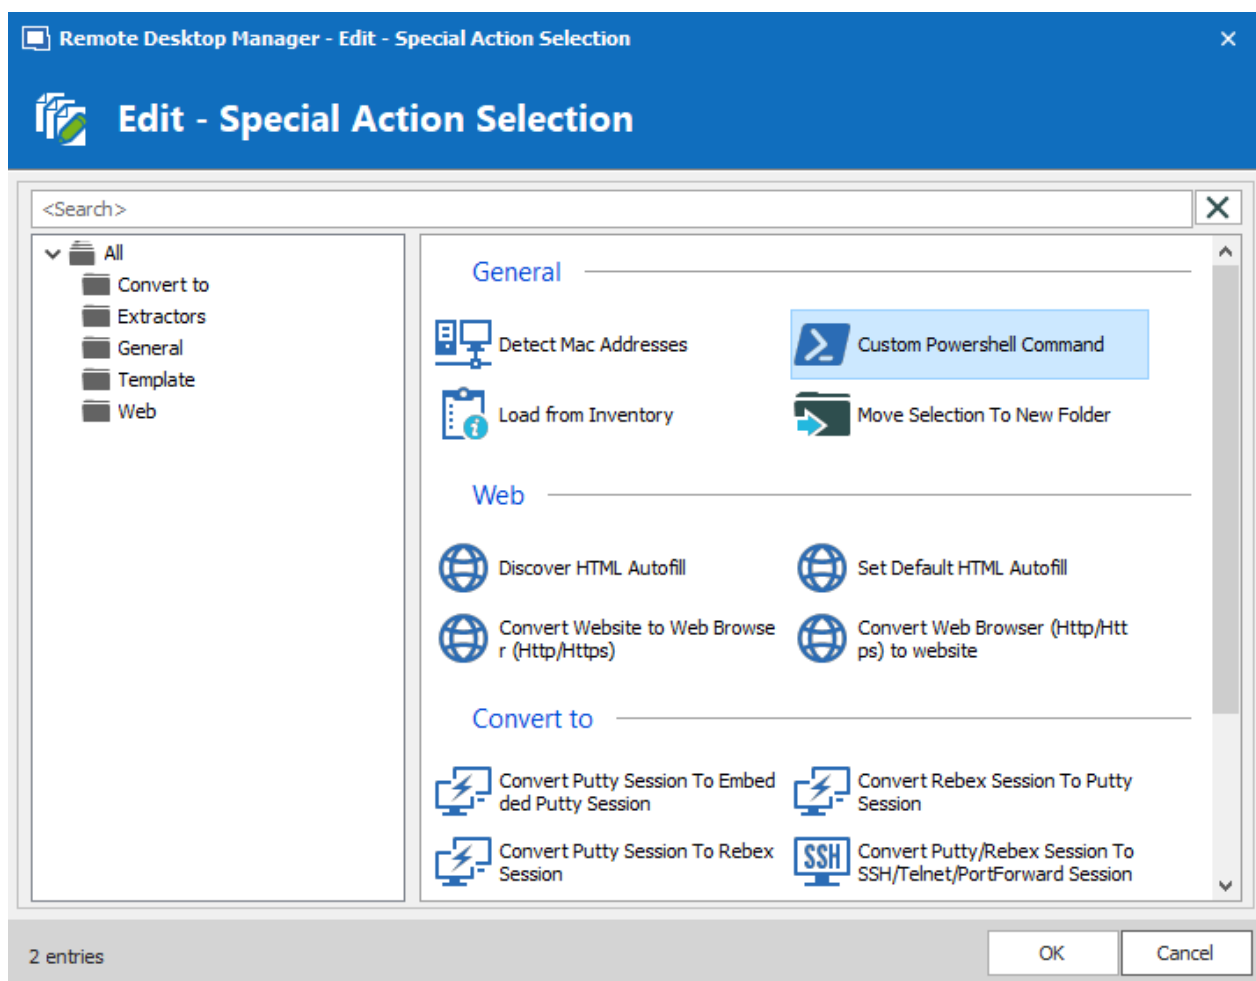 Remote Desktop Manager - Edit - Special Action Selection
Edit - Special Action Selection
<Search>
All
Convert to
Extractors
General
Template
Web
General
Detect Mac Addresses
Custom Powershell Command
Load from Inventory
Move Selection To New Folder
Web
Discover HTML Autofill
Set Default HTML Autofill
Convert Website to Web Browse
r (Http/Https)
Convert Web Browser (Http/Htt
ps) to website
Convert to
Convert Putty Session To Embed
ded Putty Session
Convert Rebex Session To Putty
Session
Convert Putty Session To Rebex
Session
SSH
Convert Putty/Rebex Session To
SSH/Telnet/PortForward Session
2 entries
OK
Cancel